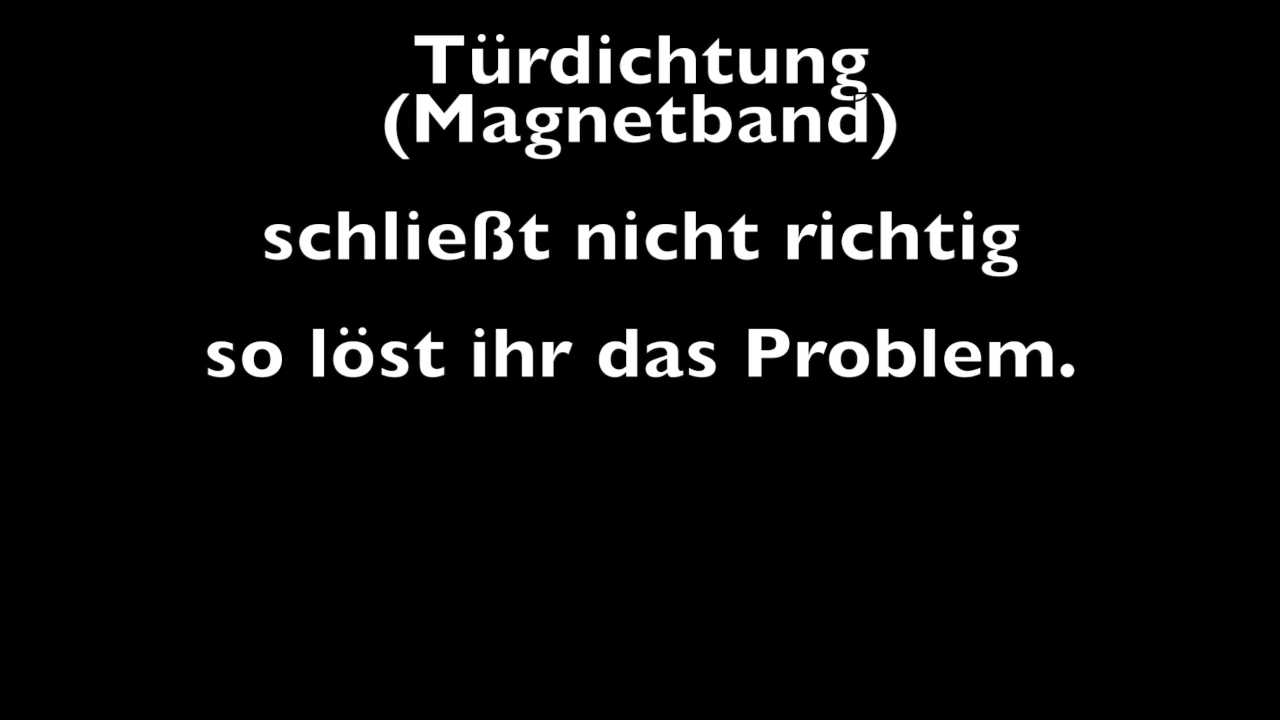 Türdichtung
(Magnetband)
schließt nicht richtig
so löst ihr das Problem.